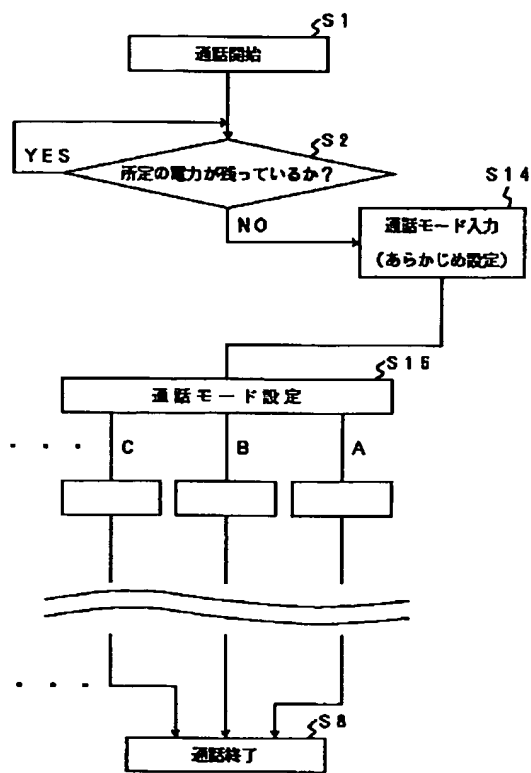 S1
通話開始
S2
YES
所定の電力が残っているか?
S14
NO
通話モード入力
(あらかじめ設定)
S15
通話モード設定
C
B
A
S8
通話終了